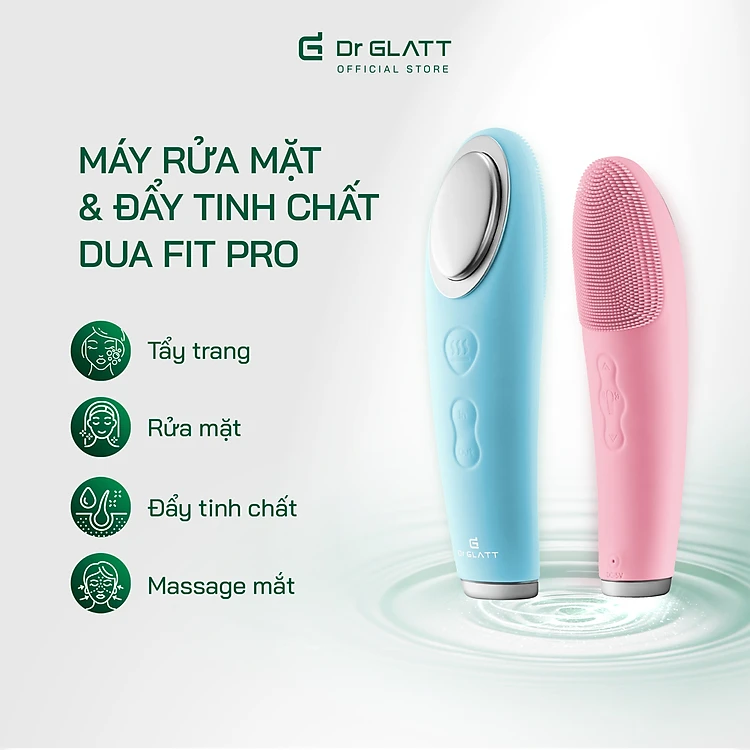 Dr GLATT
OFFICIAL STORE
MÁY RỬA MẶT
& ĐẨY TINH CHẤT
DUA FIT PRO
Tẩy trang
Rửa mặt
Đẩy tinh chất
Massage mắt
Dr GLATT